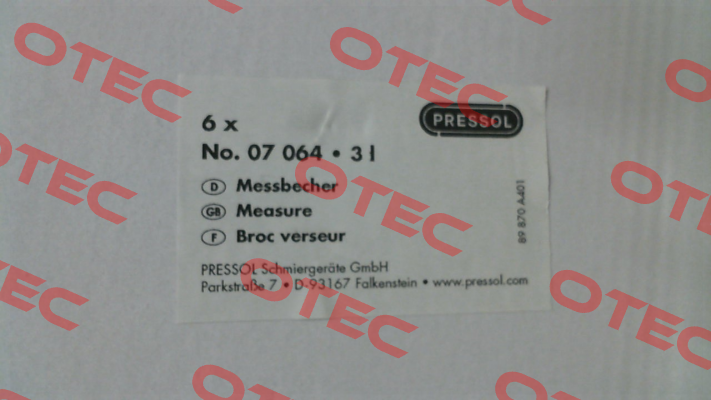 6 x
PRESSOL
No. 07 064 • 3 l
D Messbecher
GB Measure
F Broc verseur
89 870 A401
PRESSOL Schmiergeräte GmbH
Parkstraße 7 • D-93167 Falkenstein • www.pressol.com
OTEC
OTEC
OTEC
OTEC
OTEC
OTEC
OTEC
OTEC
OTEC
OTEC
OTEC